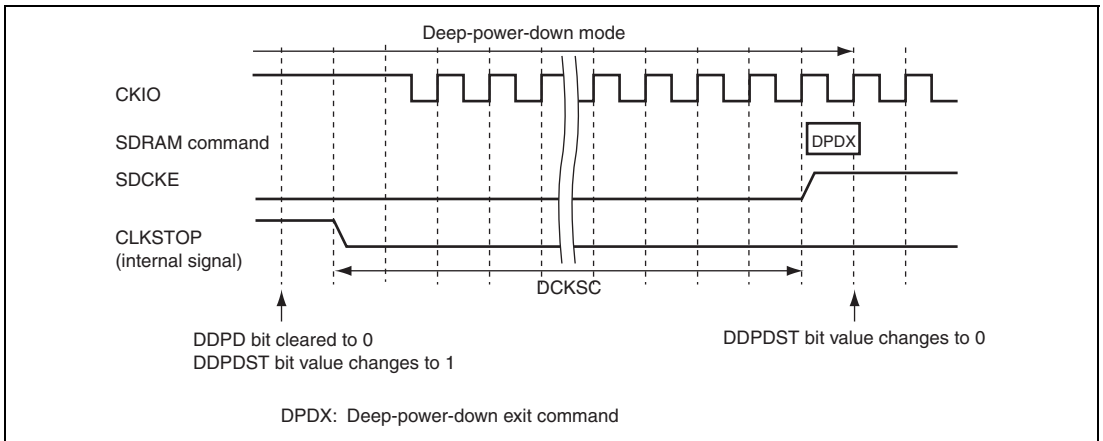 Deep-power-down mode
CKIO
SDRAM command
DPDX
SDCKE
CLKSTOP
(internal signal)
DCKSC
DDPD bit cleared to 0
DDPDST bit value changes to 1
DDPDST bit value changes to 0
DPDX: Deep-power-down exit command